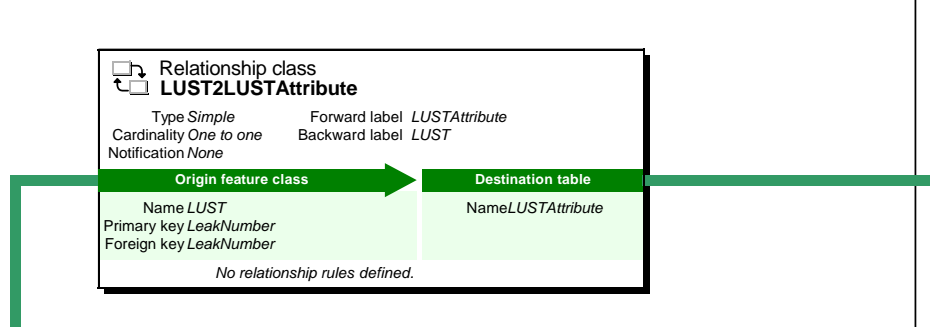 Relationship class
LUST2LUSTAttribute
Type Simple Forward label LUSTAttribute
Cardinality One to one Backward label LUST
Notification None
Origin feature class Destination table
Name LUST NameLUSTAttribute
Primary key LeakNumber
Foreign key LeakNumber
No relationship rules defined.